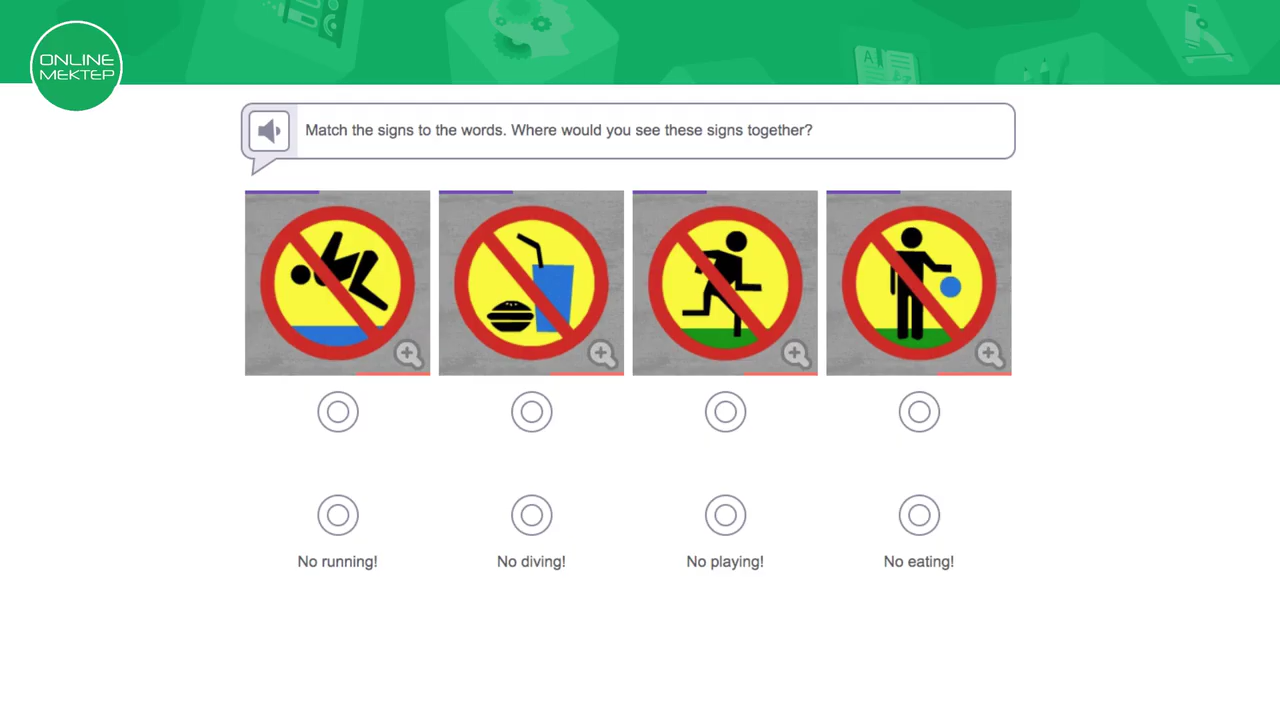 ONLINE
MEKTEP
Match the signs to the words. Where would you see these signs together?
No running!
No diving!
No playing!
No eating!